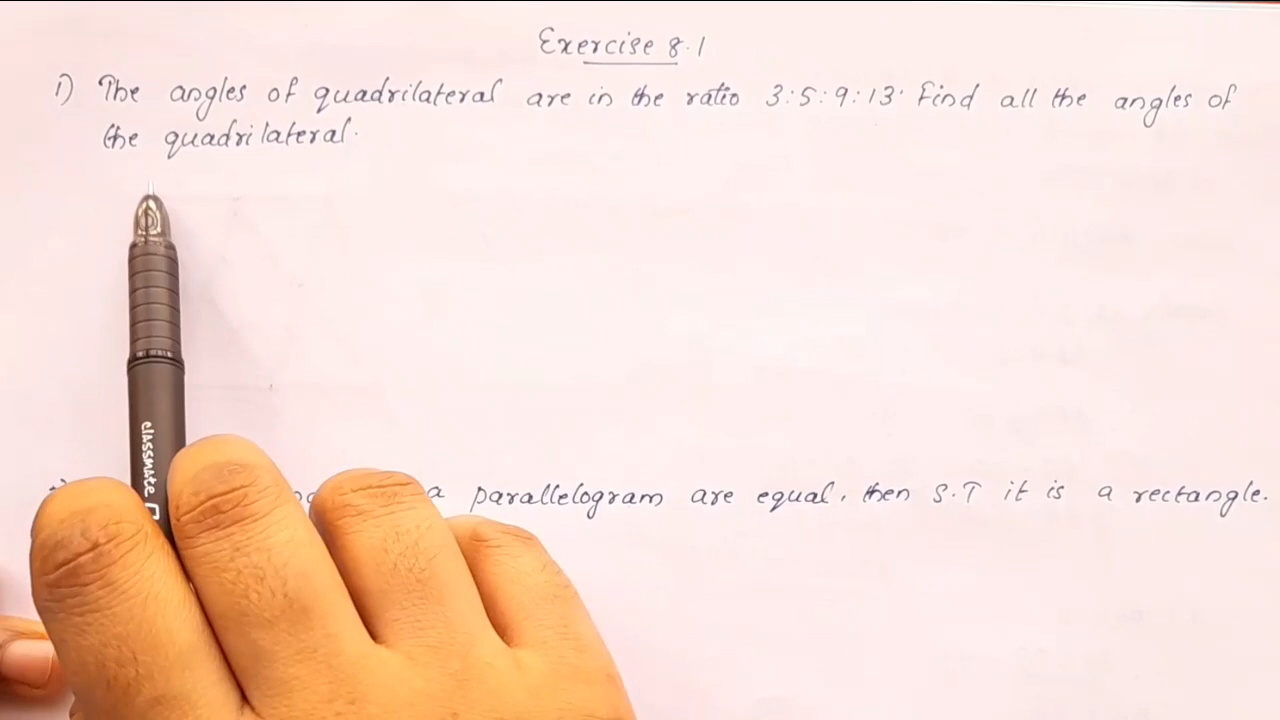 Exercise 8.1
1) The angles of quadrilateral are in the ratio 3:5:9:13. Find all the angles of
the quadrilateral.
a parallelogram are equal, then S.T it is a rectangle.
classmate